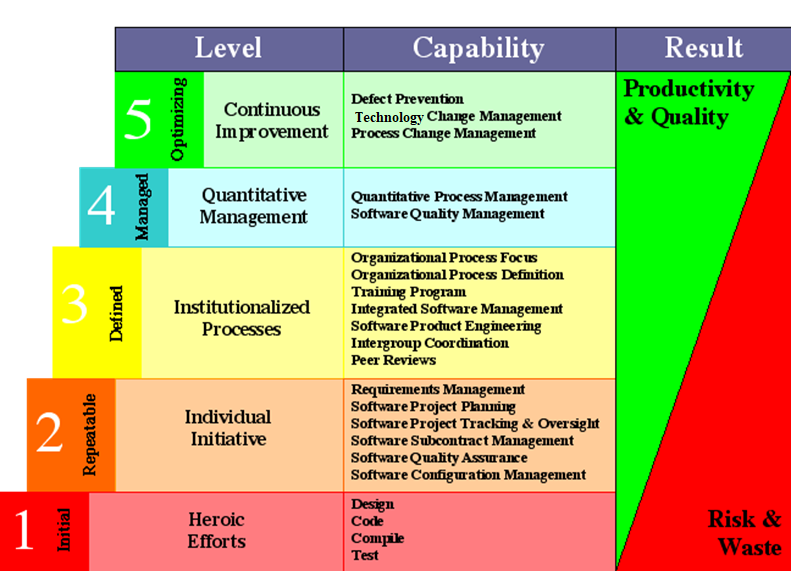 Level
Capability
Result
5
Optimizing
Continuous
Improvement
Defect Prevention
Technology Change Management
Process Change Management
Productivity
& Quality
4
Managed
Quantitative
Management
Quantitative Process Management
Software Quality Management
3
Defined
Institutionalized
Processes
Organizational Process Focus
Organizational Process Definition
Training Program
Integrated Software Management
Software Product Engineering
Intergroup Coordination
Peer Reviews
2
Repeatable
Individual
Initiative
Requirements Management
Software Project Planning
Software Project Tracking & Oversight
Software Subcontract Management
Software Quality Assurance
Software Configuration Management
1
Initial
Heroic
Efforts
Design
Code
Compile
Test
Risk &
Waste